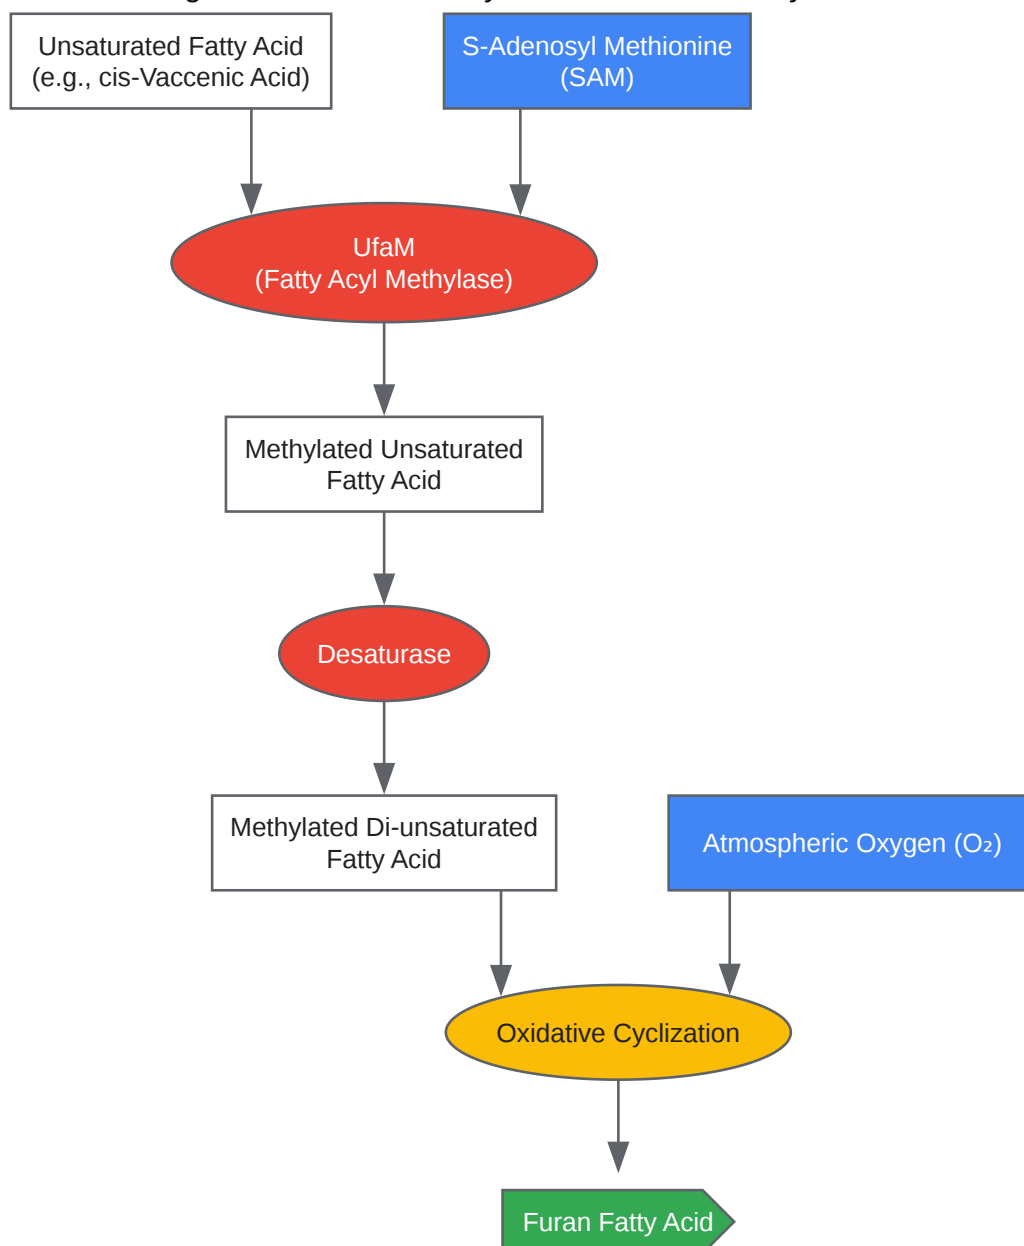 Unsaturated Fatty Acid
(e.g., cis-Vaccenic Acid)
S-Adenosyl Methionine
(SAM)
UfaM
(Fatty Acyl Methylase)
Methylated Unsaturated
Fatty Acid
Desaturase
Methylated Di-unsaturated
Fatty Acid
Atmospheric Oxygen (O₂)
Oxidative Cyclization
Furan Fatty Acid